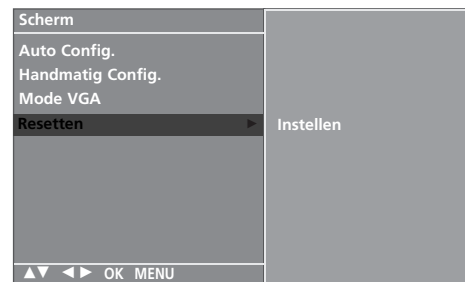 Scherm
Auto Config.
Handmatig Config.
Mode VGA
Resetten ▶ Instellen
▲▼ ◀▶ OK MENU